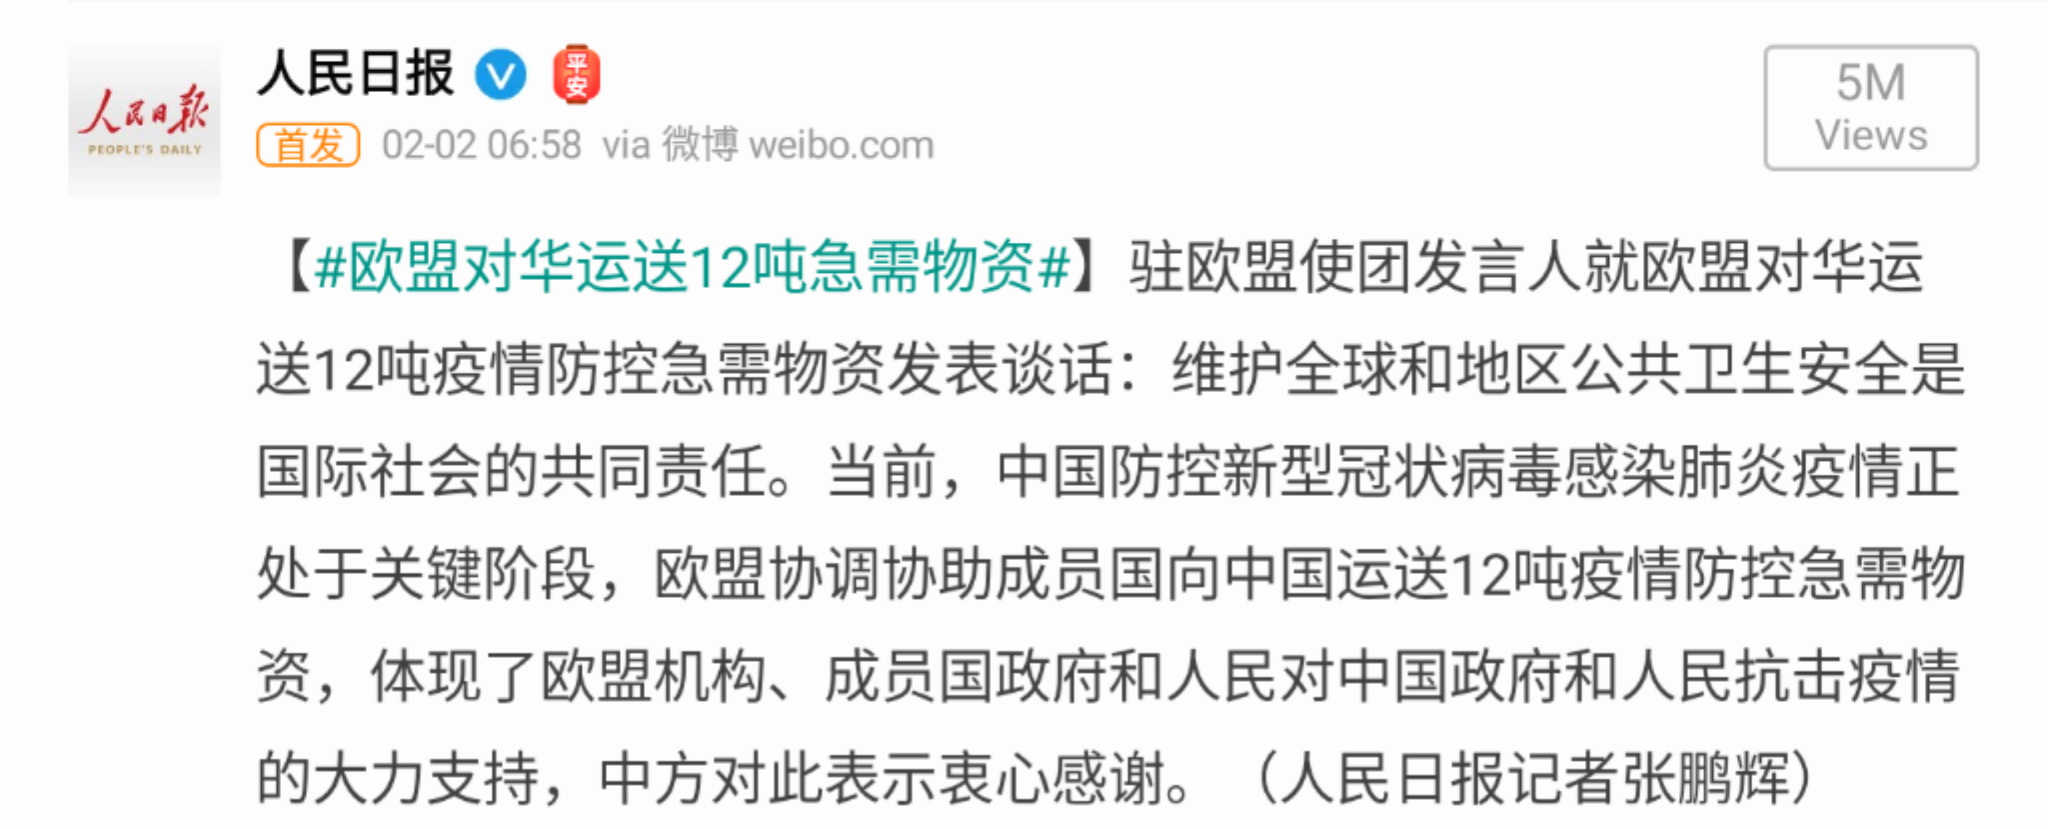 人民日报
PEOPLE'S DAILY
人民日报 V 平安
首发 02-02 06:58 via 微博 weibo.com
5M
Views
【#欧盟对华运送12吨急需物资#】驻欧盟使团发言人就欧盟对华运
送12吨疫情防控急需物资发表谈话：维护全球和地区公共卫生安全是
国际社会的共同责任。当前，中国防控新型冠状病毒感染肺炎疫情正
处于关键阶段，欧盟协调协助成员国向中国运送12吨疫情防控急需物
资，体现了欧盟机构、成员国政府和人民对中国政府和人民抗击疫情
的大力支持，中方对此表示衷心感谢。（人民日报记者张鹏辉）